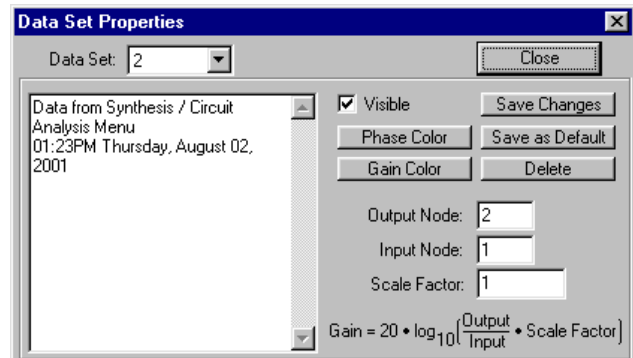 Data Set Properties
Data Set: 2
Close
Data from Synthesis / Circuit
Analysis Menu
01:23PM Thursday, August 02,
2001
Visible
Save Changes
Phase Color
Save as Default
Gain Color
Delete
Output Node: 2
Input Node: 1
Scale Factor: 1
Gain = 20 • log10(Output/Input • Scale Factor)